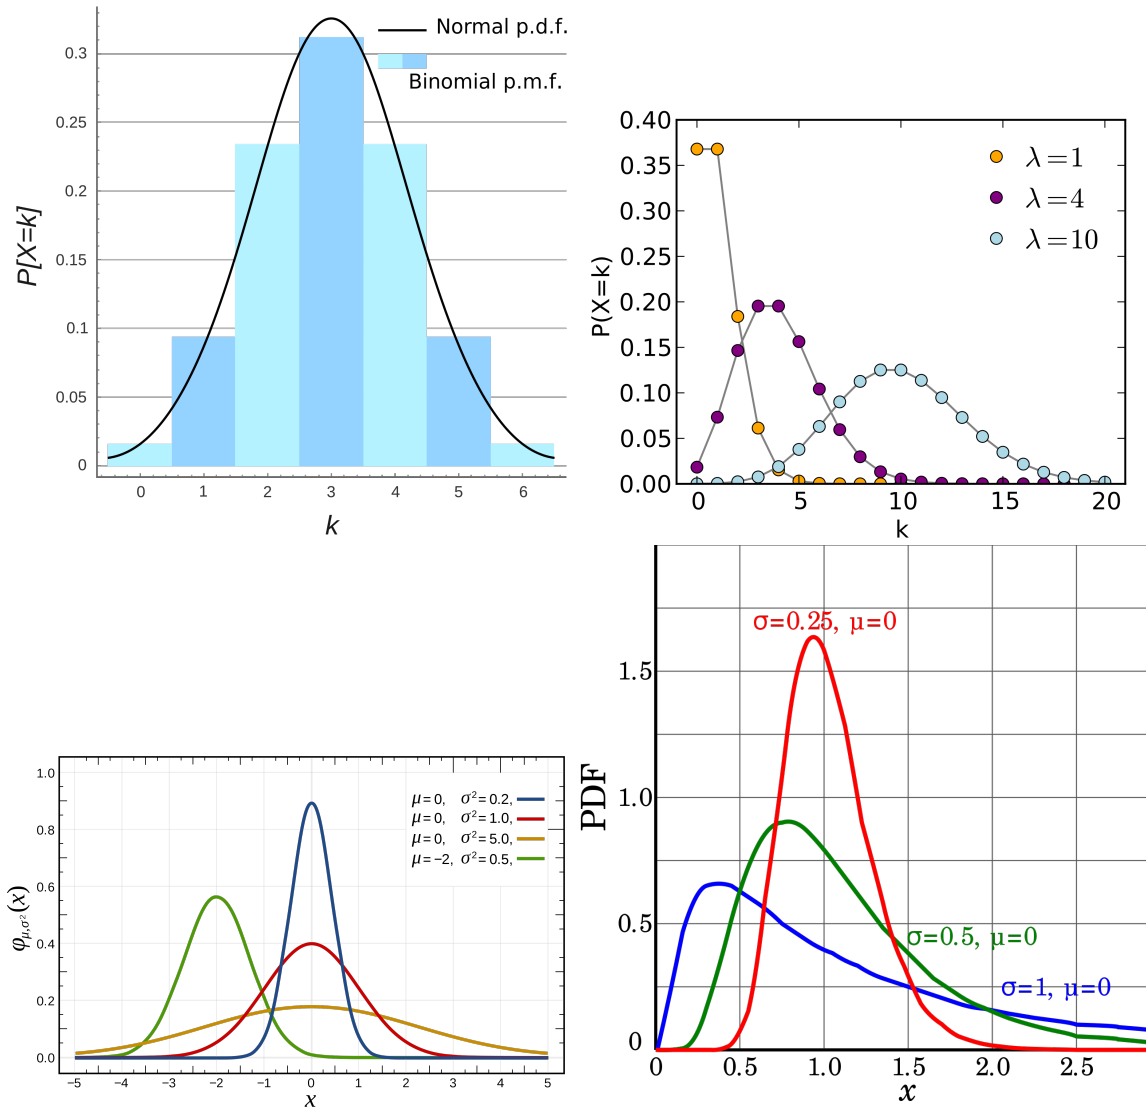 Normal p.d.f.
Binomial p.m.f.
0.3
0.25
0.2
0.15
0.1
0.05
0
P[X=k]
0 1 2 3 4 5 6
k
0.40
0.35
0.30
0.25
0.20
0.15
0.10
0.05
0.00
P(X=k)
λ=1
λ=4
λ=10
0 5 10 15 20
k
1.0
0.8
0.6
0.4
0.2
0.0
φμ,σ²(x)
μ=0, σ²=0.2,
μ=0, σ²=1.0,
μ=0, σ²=5.0,
μ=−2, σ²=0.5,
−5 −4 −3 −2 −1 0 1 2 3 4 5
x
1.5
1.0
0.5
0
PDF
σ=0.25, μ=0
σ=0.5, μ=0
σ=1, μ=0
0 0.5 1.0 1.5 2.0 2.5
x